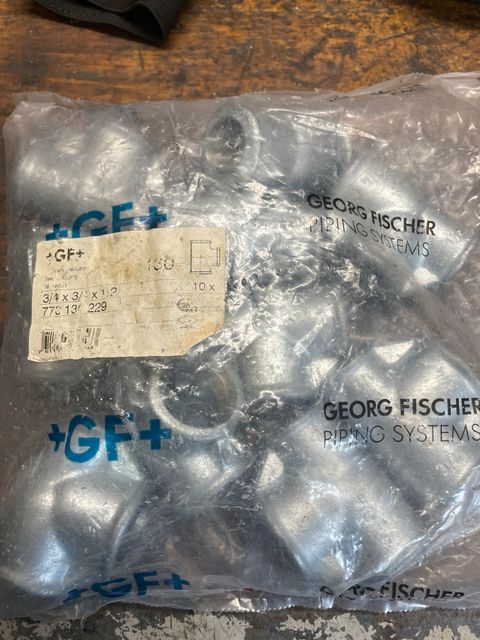 GEORG FISCHER
PIPING SYSTEMS
+GF+
+GF+
130
10 x
3/4 x 3/4 x 1/2
770 130 229
GEORG FISCHER
PIPING SYSTEMS
+GF+
+GF+
GEORG FISCHER